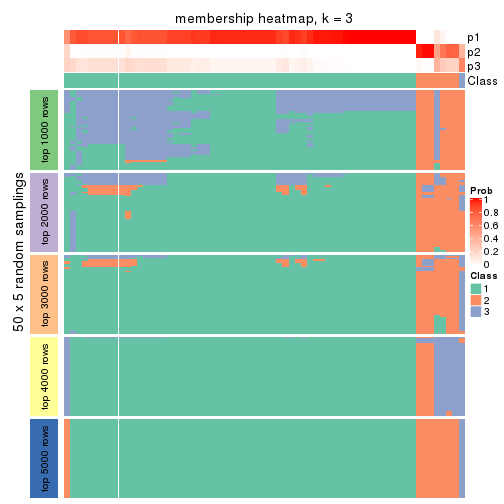 membership heatmap, k = 3
p1
p2
p3
Class
50 x 5 random samplings
top 1000 rows
top 2000 rows
top 3000 rows
top 4000 rows
top 5000 rows
Prob
1
0.8
0.6
0.4
0.2
0
Class
1
2
3